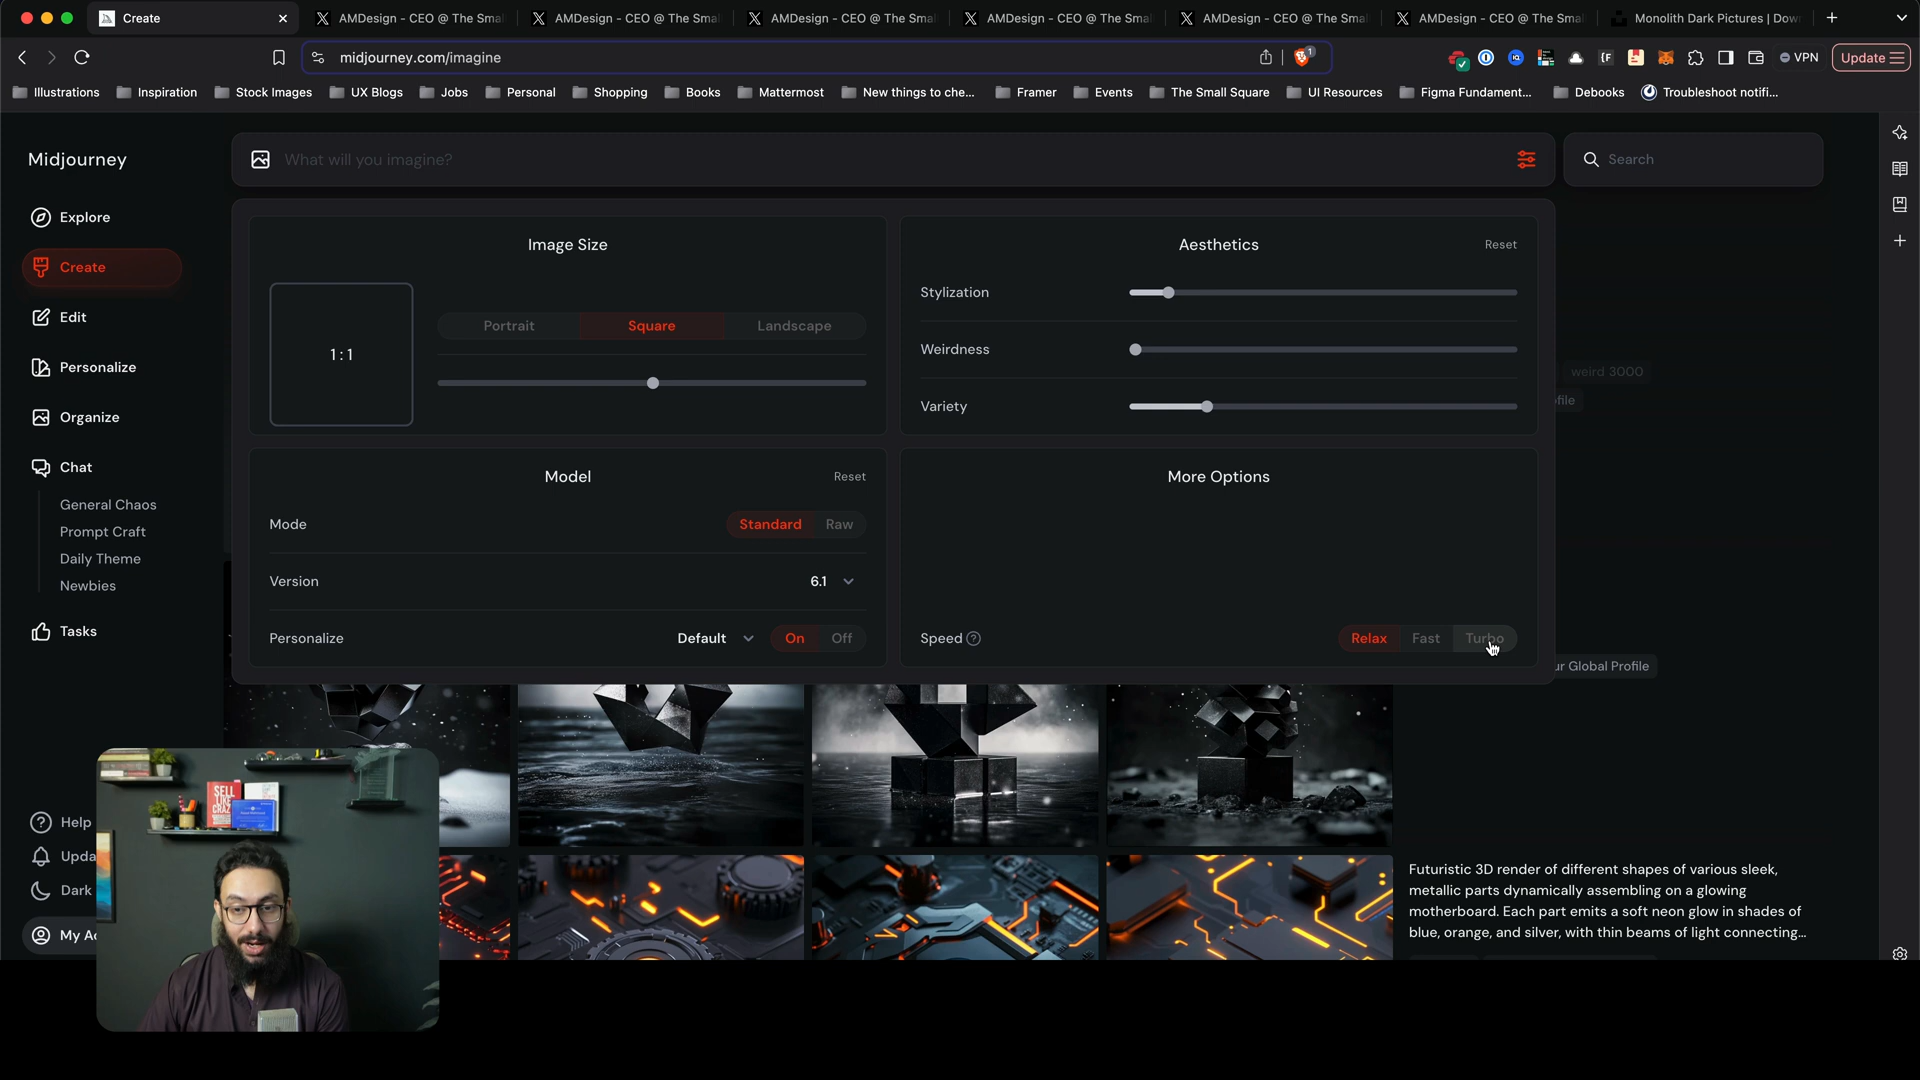 Create
AMDesign - CEO @ The Smal
AMDesign - CEO @ The Smal
AMDesign - CEO @ The Smal
AMDesign - CEO @ The Smal
AMDesign - CEO @ The Smal
AMDesign - CEO @ The Smal
Monolith Dark Pictures | Dow
midjourney.com/imagine
1
VPN
Update
Illustrations
Inspiration
Stock Images
UX Blogs
Jobs
Personal
Shopping
Books
Mattermost
New things to che...
Framer
Events
The Small Square
UI Resources
Figma Fundament...
Debooks
Troubleshoot notifi...
Midjourney
What will you imagine?
Search
Explore
Create
Edit
Personalize
Organize
Chat
General Chaos
Prompt Craft
Daily Theme
Newbies
Tasks
Help
Upda
Dark
My Ac
Image Size
1 : 1
Portrait
Square
Landscape
Aesthetics
Reset
Stylization
Weirdness
Variety
Model
Reset
Mode
Standard
Raw
Version
6.1
Personalize
Default
On
Off
More Options
Speed
Relax
Fast
Turbo
weird 3000
ofile
ur Global Profile
Futuristic 3D render of different shapes of various sleek,
metallic parts dynamically assembling on a glowing
motherboard. Each part emits a soft neon glow in shades of
blue, orange, and silver, with thin beams of light connecting...
SELL
LIKE
CRAZY